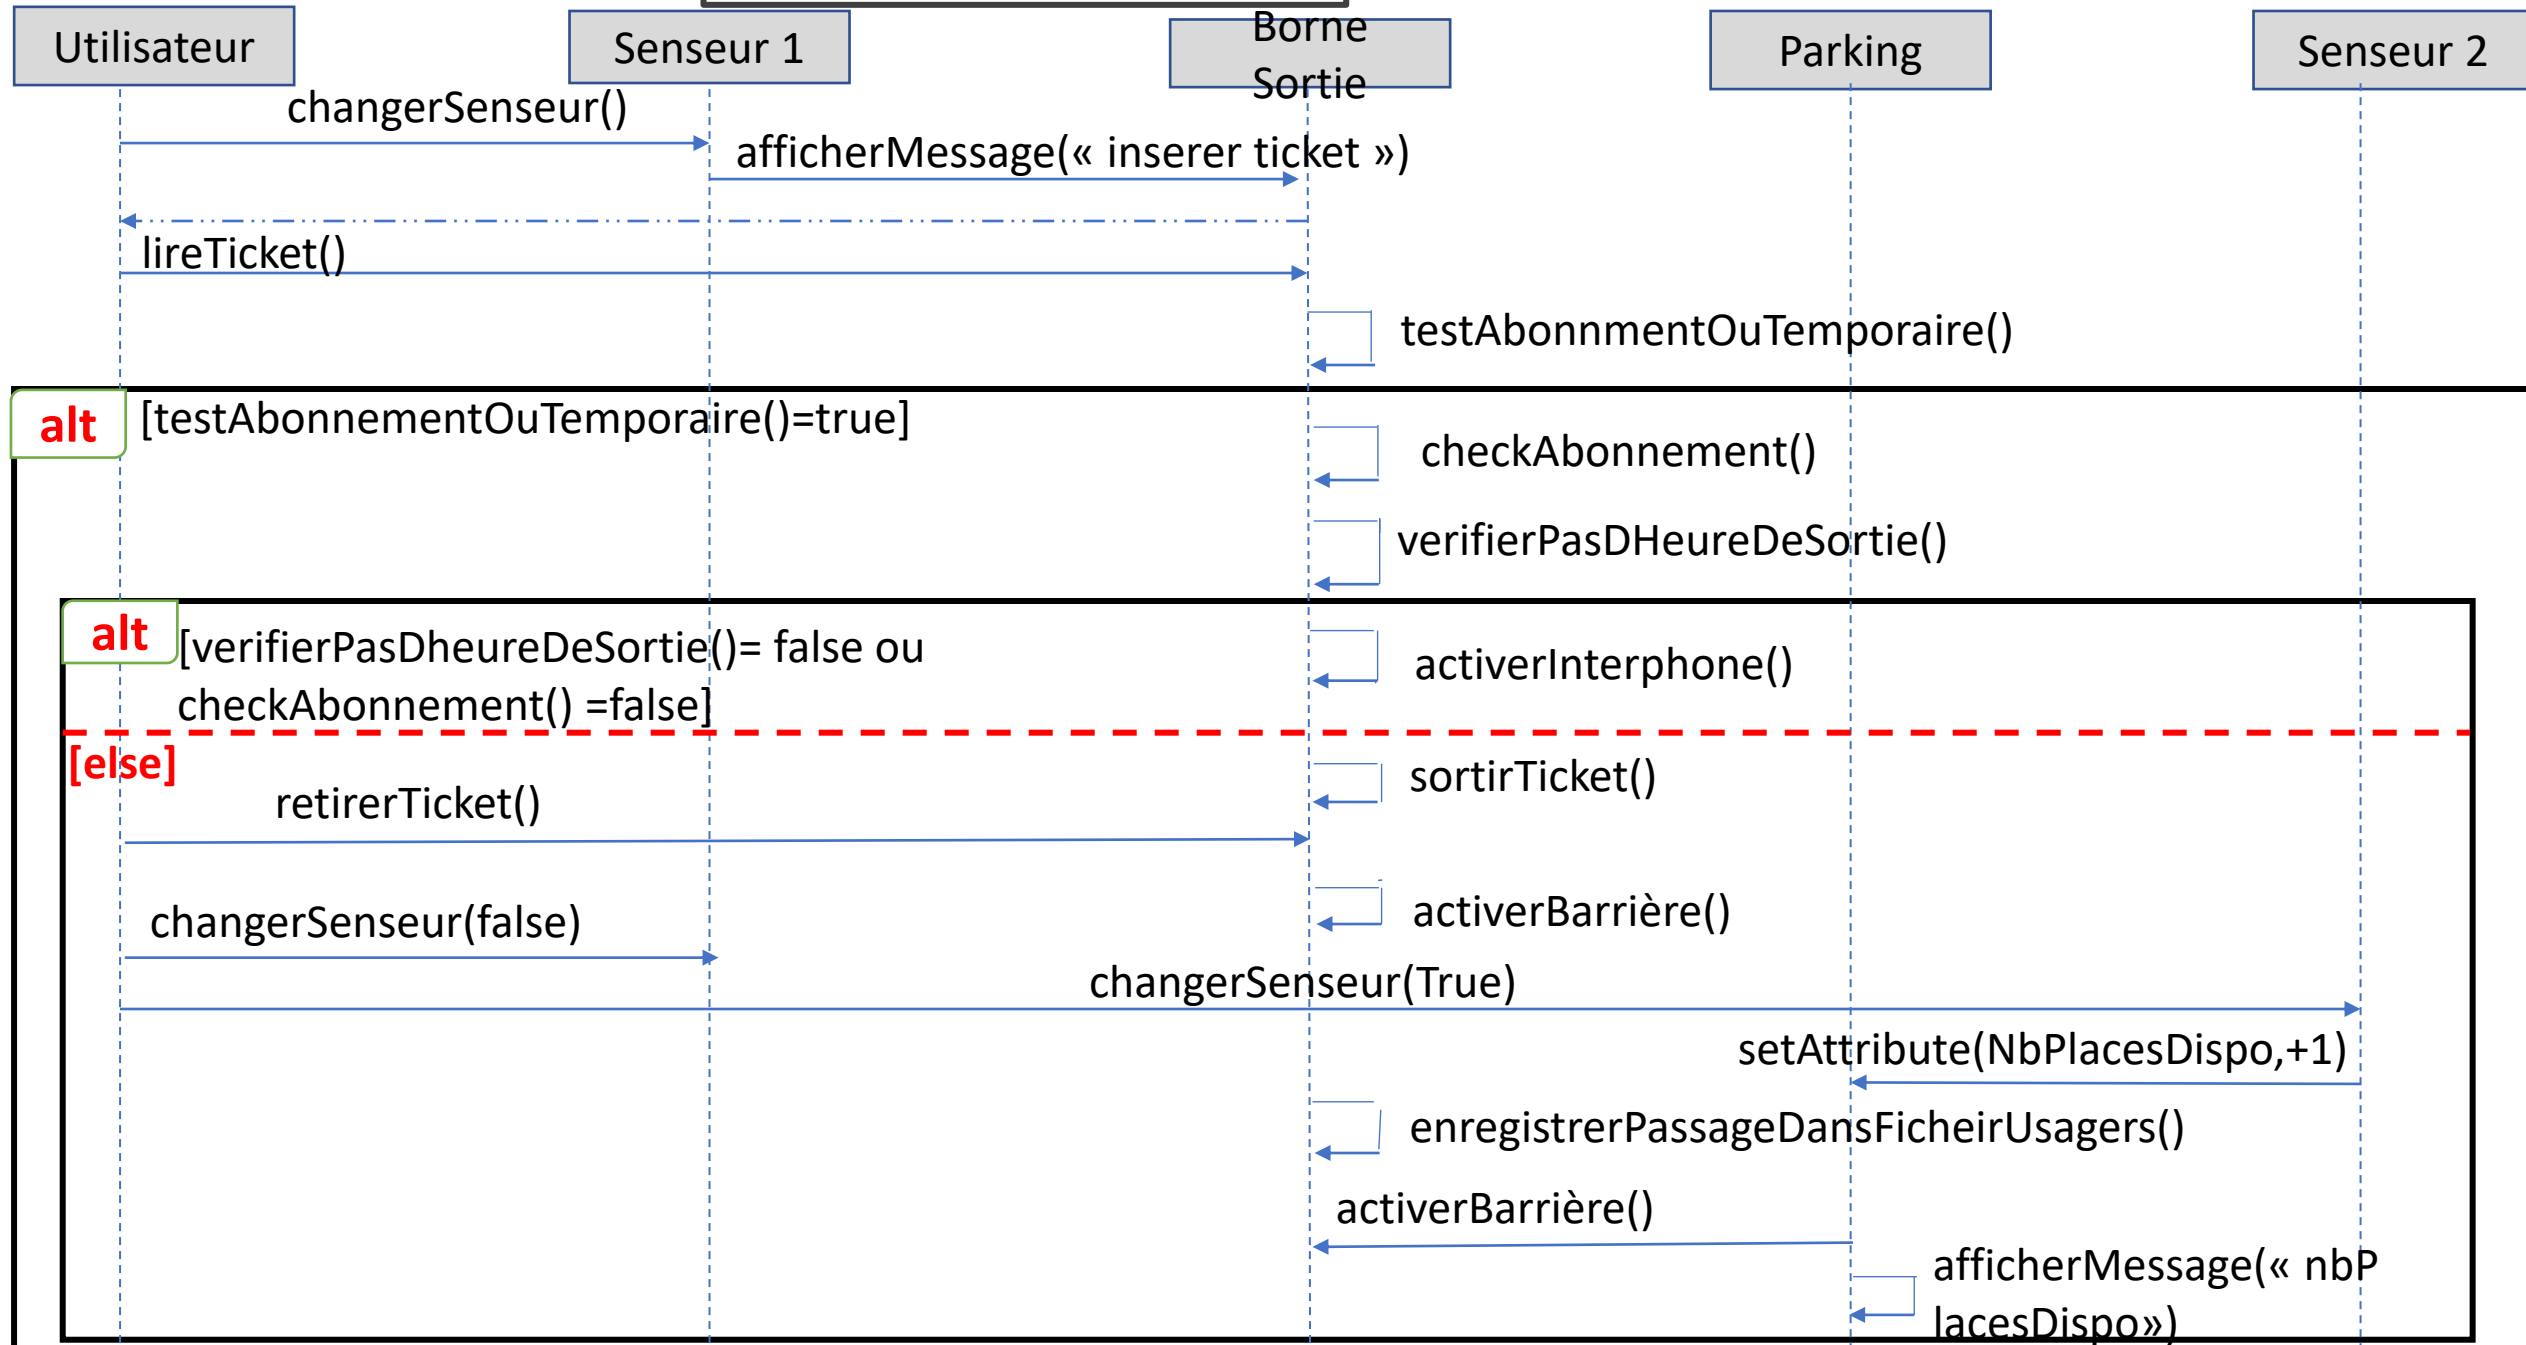 Utilisateur
Senseur 1
Borne
Sortie
Parking
Senseur 2
changerSenseur()
afficherMessage(« inserer ticket »)
lireTicket()
testAbonnmentOuTemporaire()
alt
[testAbonnementOuTemporaire()=true]
checkAbonnement()
verifierPasDHeureDeSortie()
alt
[verifierPasDheureDeSortie()= false ou
checkAbonnement() =false]
activerInterphone()
[else]
sortirTicket()
retirerTicket()
activerBarrière()
changerSenseur(false)
changerSenseur(True)
setAttribute(NbPlacesDispo,+1)
enregistrerPassageDansFicheirUsagers()
activerBarrière()
afficherMessage(« nbP
lacesDispo»)